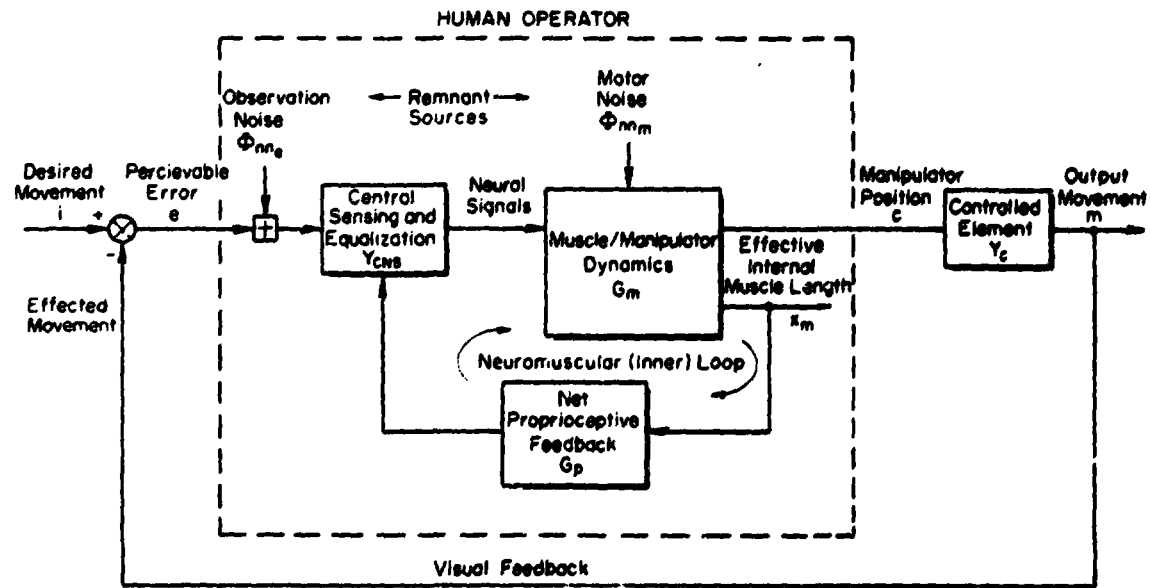 HUMAN OPERATOR
Observation
Noise
Φnne
Remnant
Sources
Motor
Noise
Φnnm
Desired
Movement
i
+
-
Percievable
Error
e
+
Central
Sensing and
Equalization
YCNS
Neural
Signals
Muscle/Manipulator
Dynamics
Gm
Manipulator
Position
c
Controlled
Element
Yc
Output
Movement
m
Effective
Internal
Muscle Length
xm
Effected
Movement
Neuromuscular (Inner) Loop
Net
Proprioceptive
Feedback
Gp
Visual Feedback